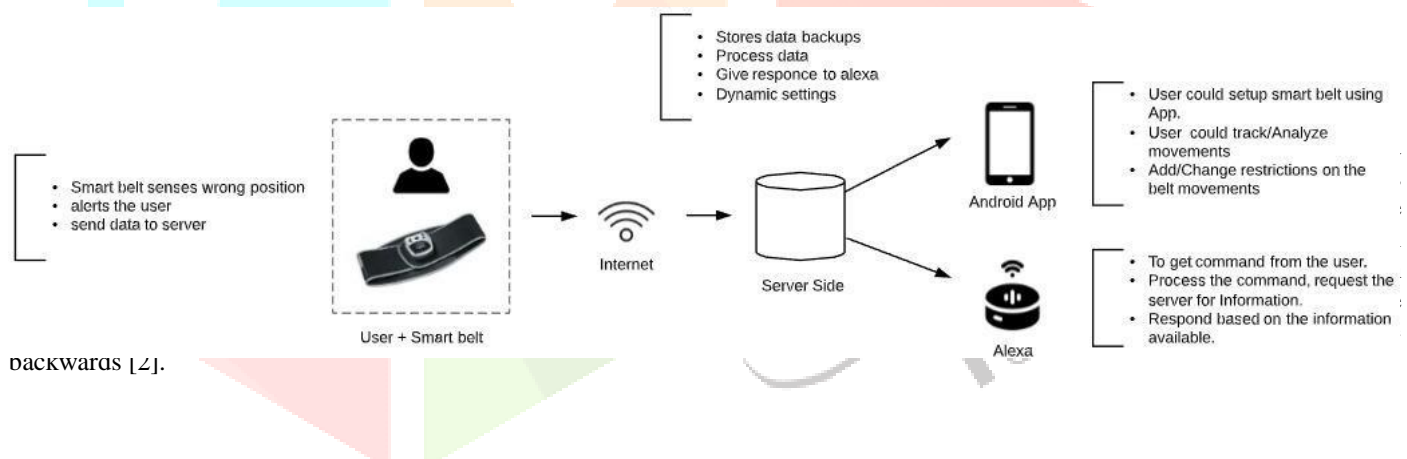 • Stores data backups
• Process data
• Give responce to alexa
• Dynamic settings
• Smart belt senses wrong position
• alerts the user
• send data to server
User + Smart belt
Internet
Server Side
Android App
• User could setup smart belt using
App.
• User could track/Analyze
movements
• Add/Change restrictions on the
belt movements
Alexa
• To get command from the user.
• Process the command, request the
server for Information.
• Respond based on the information
available.
backwards [2].